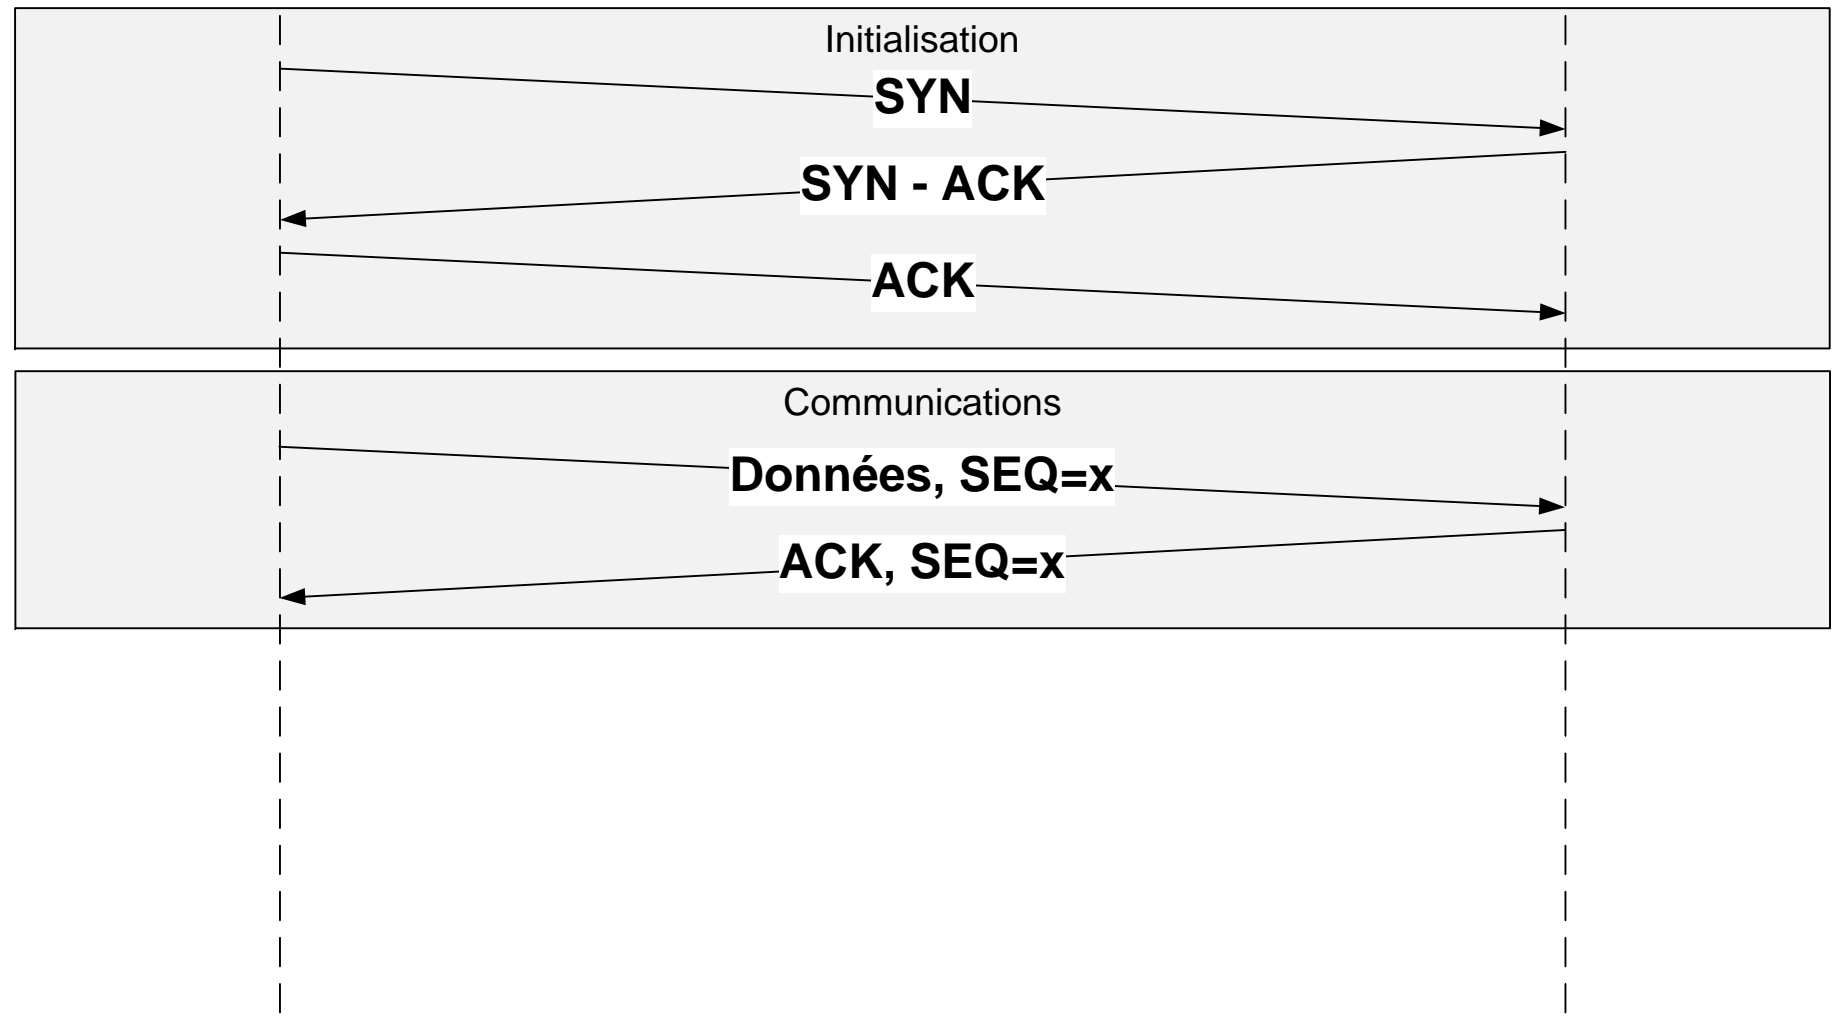 Initialisation
SYN
SYN - ACK
ACK
Communications
Données, SEQ=x
ACK, SEQ=x